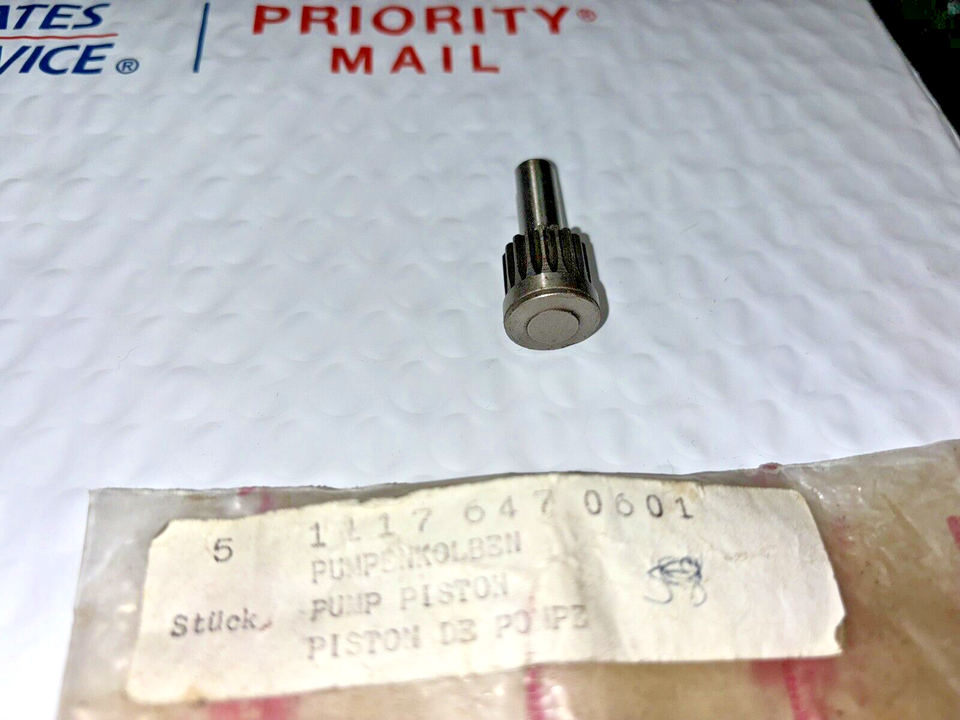 ATES
VICE®
PRIORITY®
MAIL
5 1117 647 0601
PUMPENKOLBEN
Stück, PUMP PISTON
PISTON DE POMPE